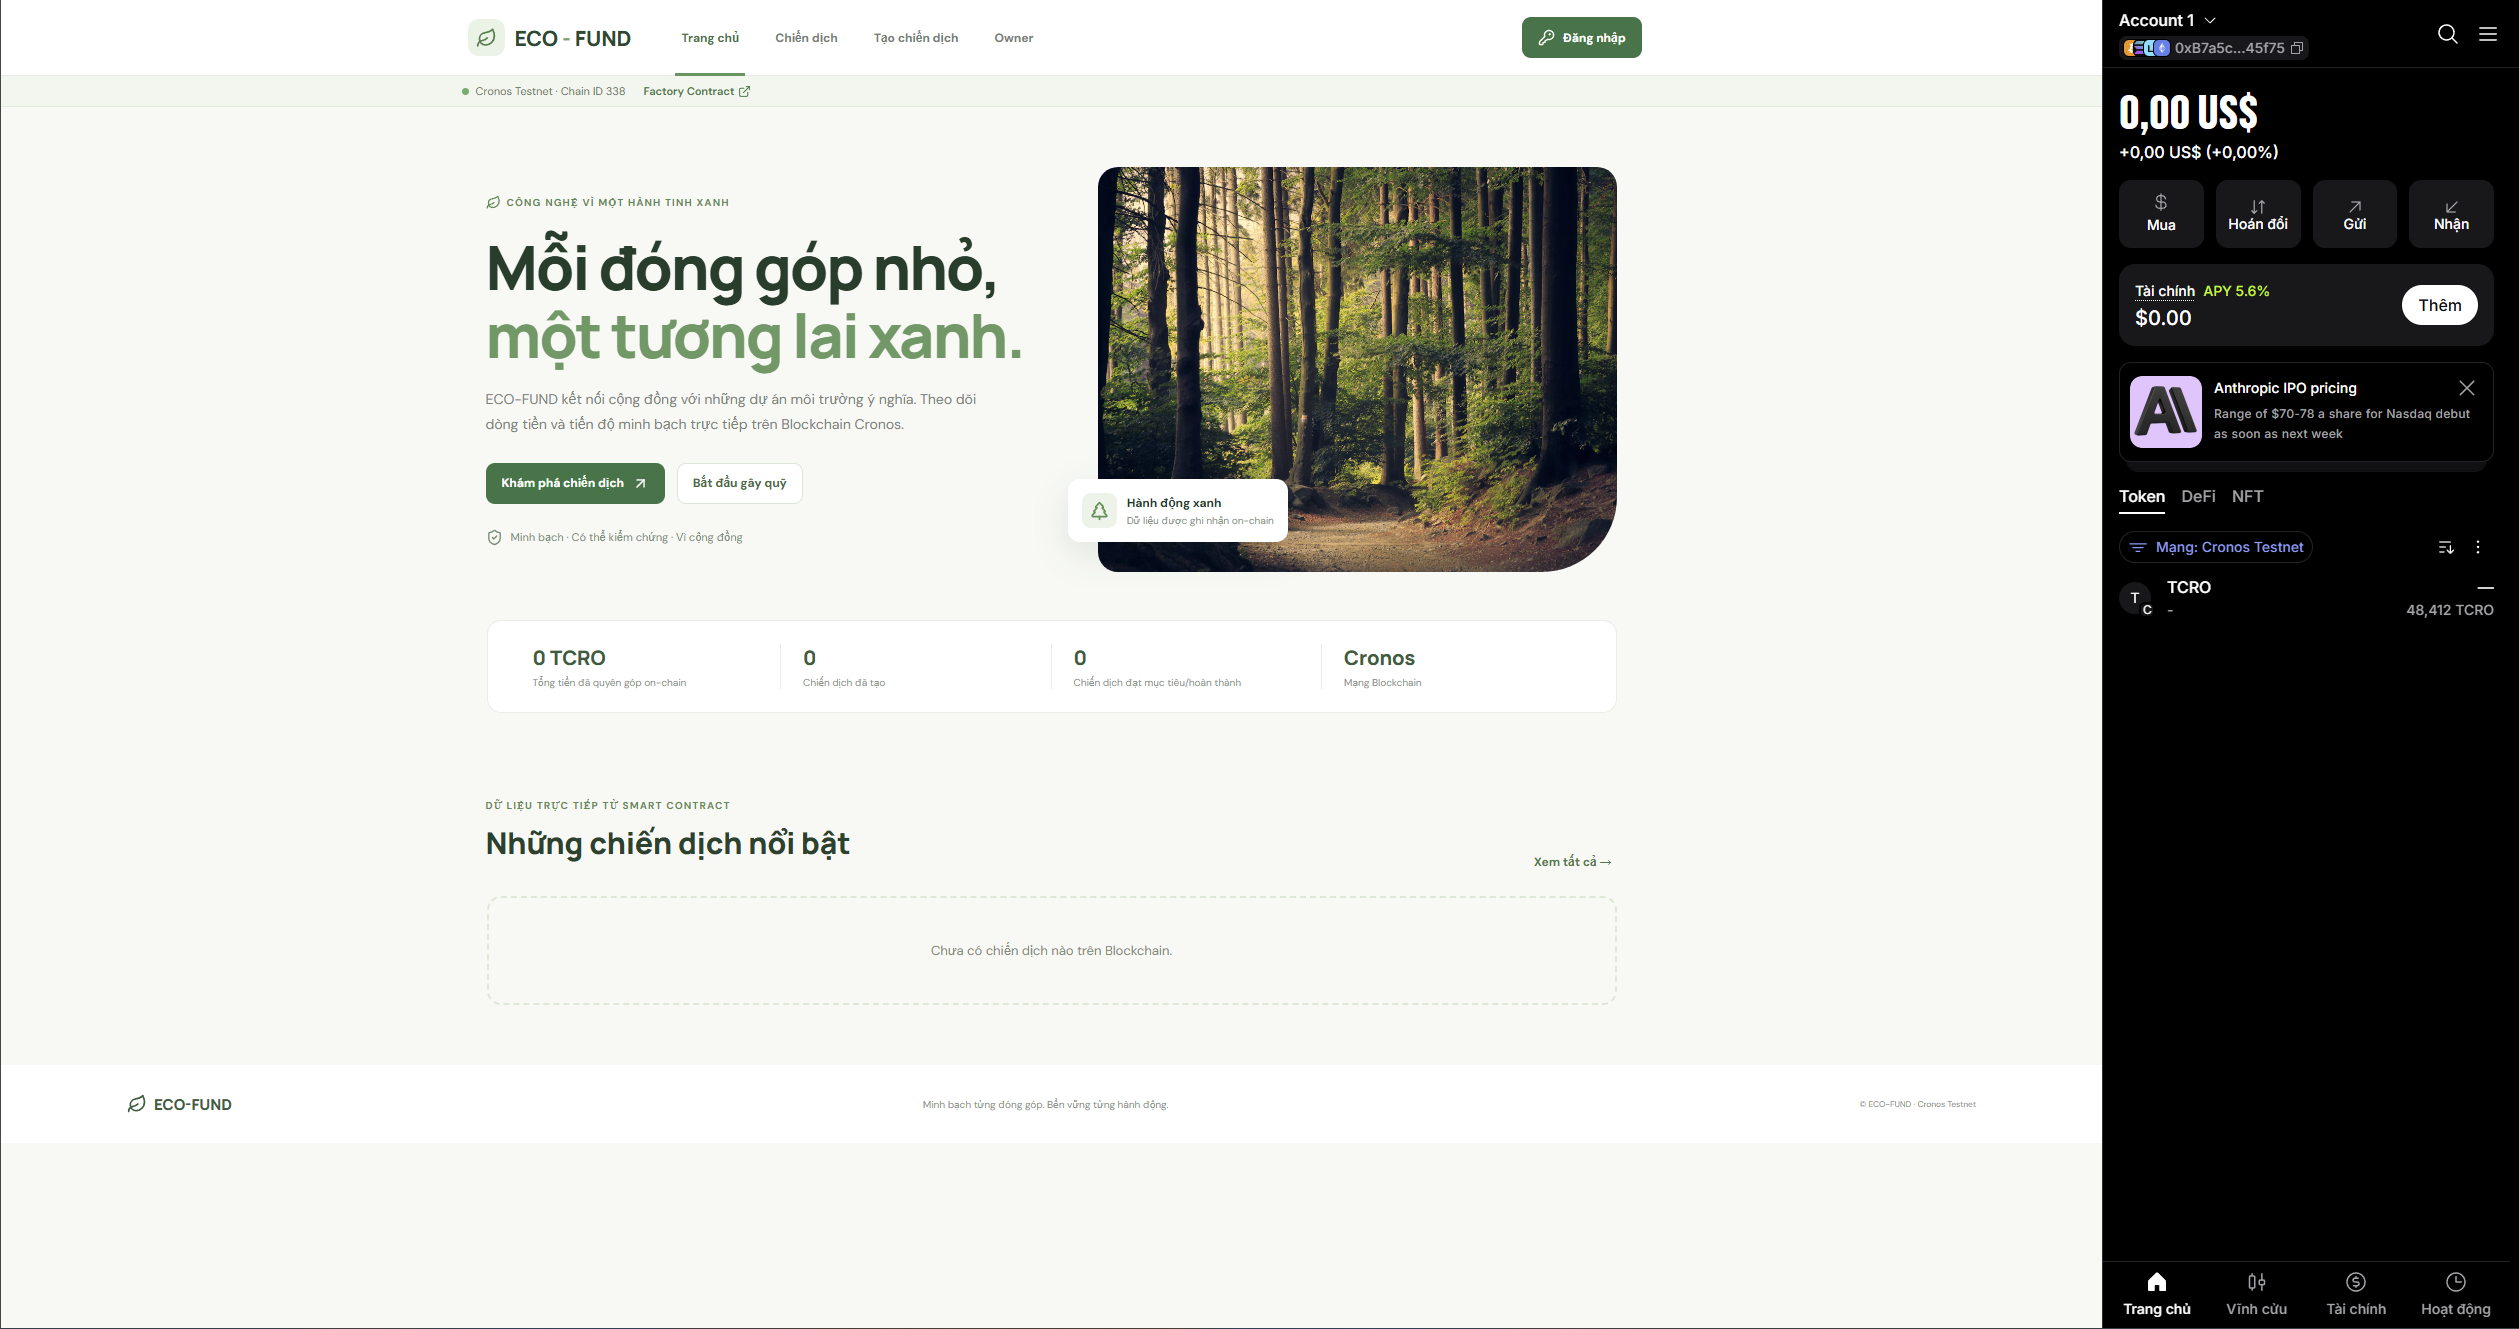 ECO - FUND
Trang chủ
Chiến dịch
Tạo chiến dịch
Owner
Đăng nhập
Cronos Testnet · Chain ID 338
Factory Contract
CÔNG NGHỆ VÌ MỘT HÀNH TINH XANH
Mỗi đóng góp nhỏ,
một tương lai xanh.
ECO-FUND kết nối cộng đồng với những dự án môi trường ý nghĩa. Theo dõi
dòng tiền và tiến độ minh bạch trực tiếp trên Blockchain Cronos.
Khám phá chiến dịch
Bắt đầu gây quỹ
Minh bạch · Có thể kiểm chứng · Vì cộng đồng
Hành động xanh
Dữ liệu được ghi nhận on-chain
0 TCRO
Tổng tiền đã quyên góp on-chain
0
Chiến dịch đã tạo
0
Chiến dịch đạt mục tiêu/hoàn thành
Cronos
Mạng Blockchain
DỮ LIỆU TRỰC TIẾP TỪ SMART CONTRACT
Những chiến dịch nổi bật
Xem tất cả →
Chưa có chiến dịch nào trên Blockchain.
ECO-FUND
Minh bạch từng đóng góp. Bền vững từng hành động.
© ECO-FUND · Cronos Testnet
Account 1
0xB7a5c...45f75
0,00 US$
+0,00 US$ (+0,00%)
Mua
Hoán đổi
Gửi
Nhận
Tài chính APY 5.6%
$0.00
Thêm
Anthropic IPO pricing
Range of $70-78 a share for Nasdaq debut
as soon as next week
Token
DeFi
NFT
Mạng: Cronos Testnet
T
C
TCRO
—
-
48,412 TCRO
Trang chủ
Vĩnh cửu
Tài chính
Hoạt động